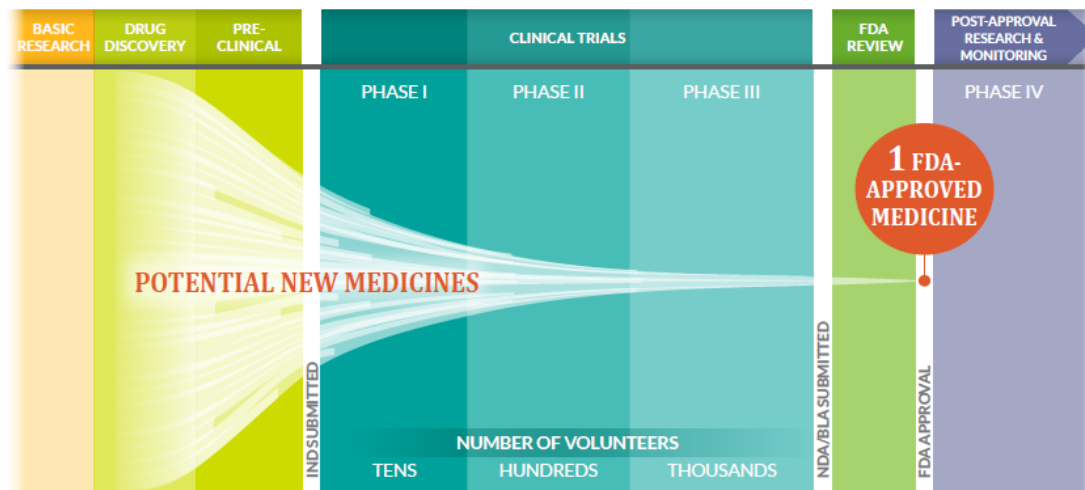 BASIC
RESEARCH
DRUG
DISCOVERY
PRE-
CLINICAL
CLINICAL TRIALS
FDA
REVIEW
POST-APPROVAL
RESEARCH &
MONITORING
PHASE I
PHASE II
PHASE III
PHASE IV
1 FDA-
APPROVED
MEDICINE
POTENTIAL NEW MEDICINES
IND SUBMITTED
NDA/BLA SUBMITTED
FDA APPROVAL
NUMBER OF VOLUNTEERS
TENS
HUNDREDS
THOUSANDS